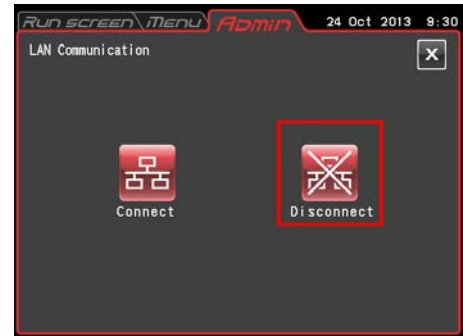 Run screen Menu Admin 24 Oct 2013 9:30
LAN Communication X
Connect Disconnect